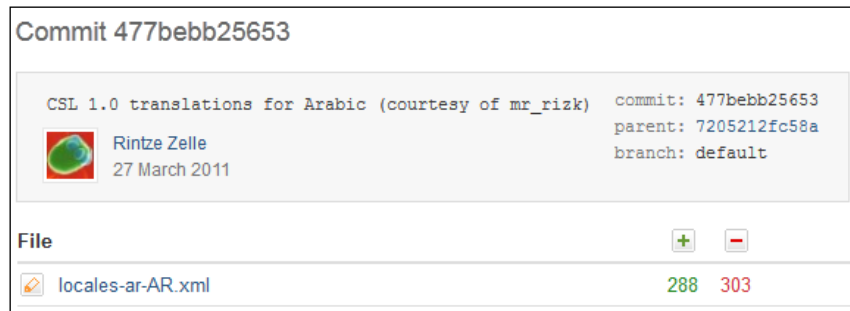 Commit 477bebb25653
CSL 1.0 translations for Arabic (courtesy of mr_rizk)
Rintze Zelle
27 March 2011
commit: 477bebb25653
parent: 7205212fc58a
branch: default
File + −
locales-ar-AR.xml 288 303